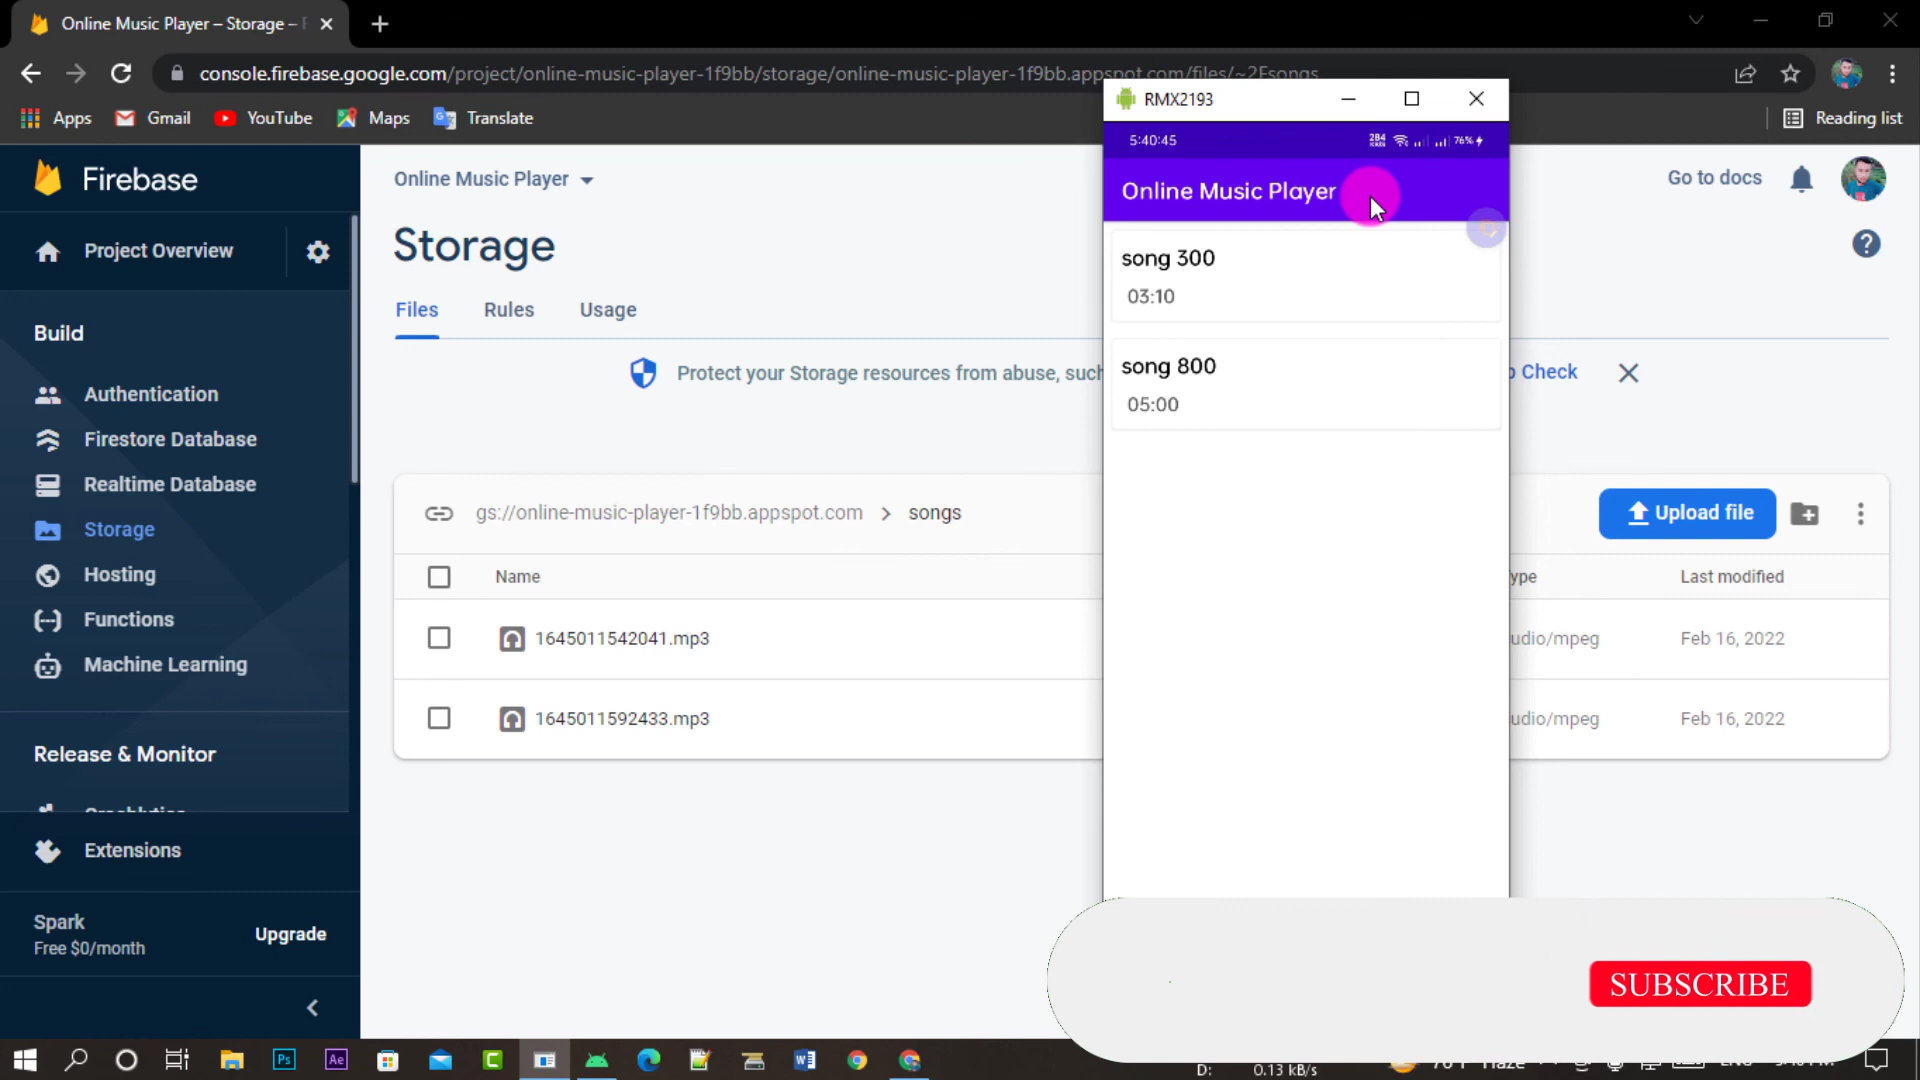 Online Music Player – Storage –
console.firebase.google.com/project/online-music-player-1f9bb/storage/online-music-player-1f9bb.appspot.com/files/~2Fsongs
Apps
Gmail
YouTube
Maps
Translate
Reading list
Firebase
Project Overview
Build
Authentication
Firestore Database
Realtime Database
Storage
Hosting
Functions
Machine Learning
Release & Monitor
Extensions
Spark
Free $0/month
Upgrade
Online Music Player
Go to docs
Storage
Files
Rules
Usage
Protect your Storage resources from abuse, such
Check
gs://online-music-player-1f9bb.appspot.com
songs
Upload file
Name
ype
Last modified
1645011542041.mp3
udio/mpeg
Feb 16, 2022
1645011592433.mp3
udio/mpeg
Feb 16, 2022
RMX2193
5:40:45
76%
Online Music Player
song 300
03:10
song 800
05:00
SUBSCRIBE
Ps
Ae
D:
0.13 kB/s